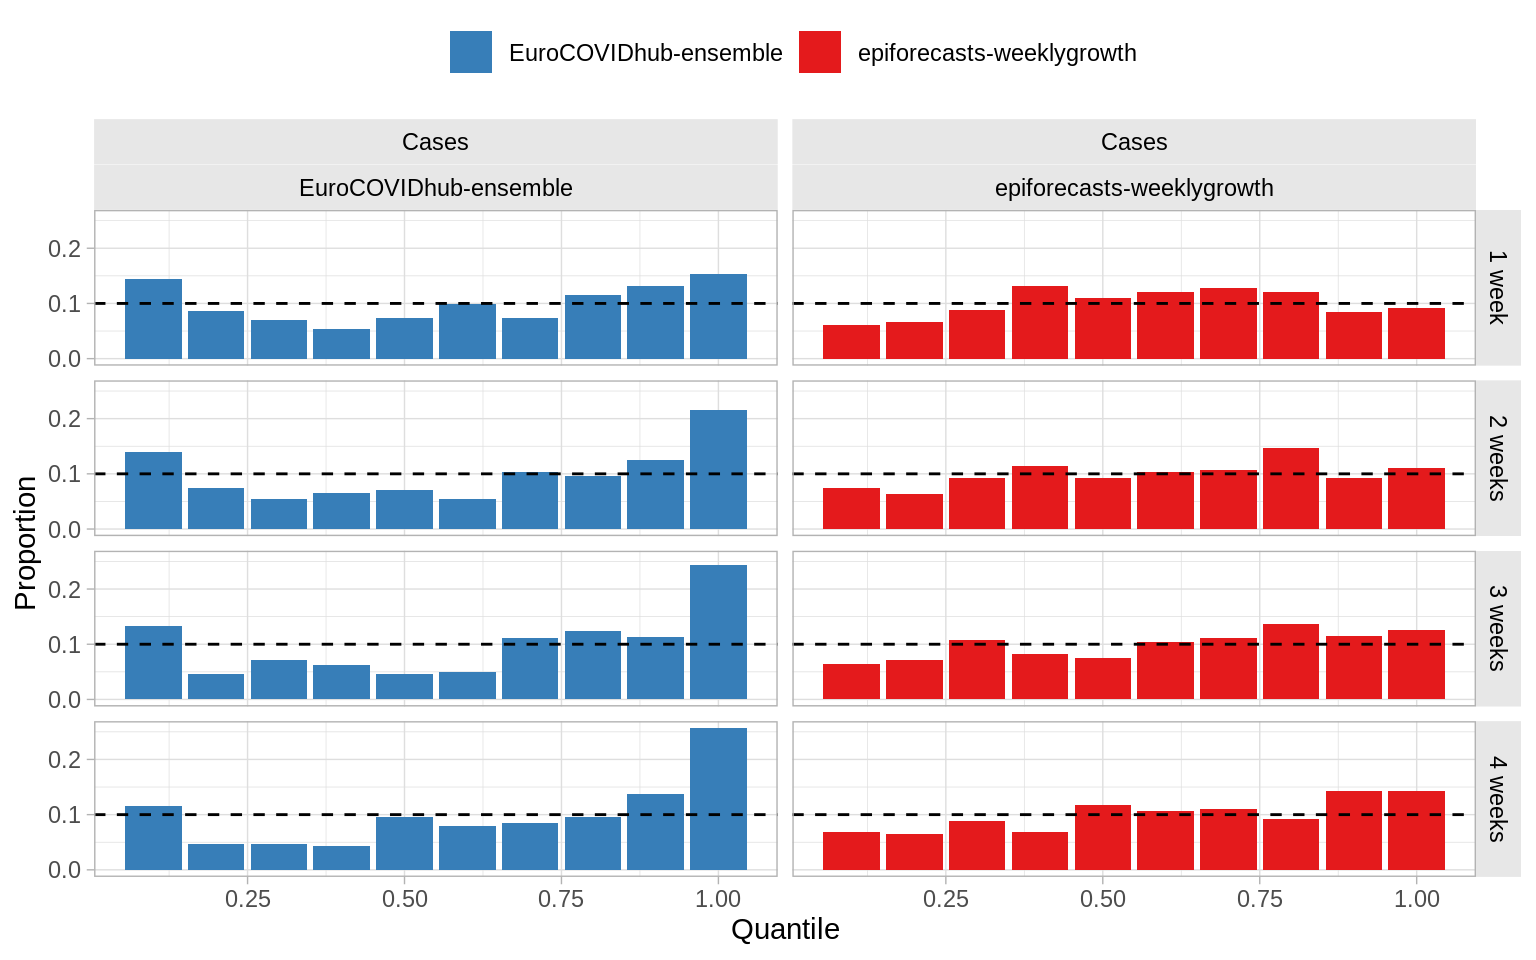 EuroCOVIDhub-ensemble epiforecasts-weeklygrowth
Cases Cases
EuroCOVIDhub-ensemble epiforecasts-weeklygrowth
0.2
0.1
0.0
1 week
0.2
0.1
0.0
2 weeks
0.2
0.1
0.0
3 weeks
0.2
0.1
0.0
4 weeks
Proportion
0.25 0.50 0.75 1.00 0.25 0.50 0.75 1.00
Quantile